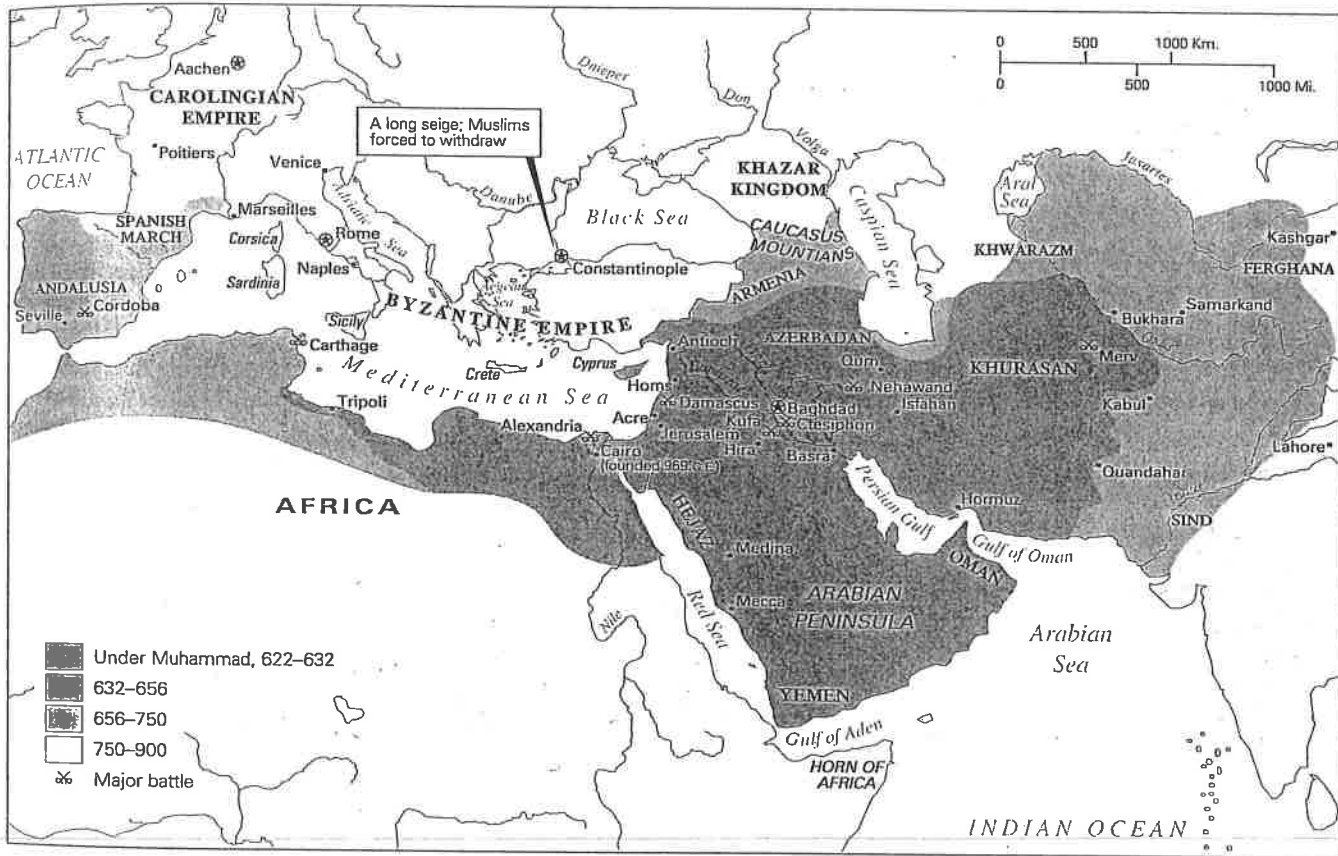 Aachen
CAROLINGIAN
EMPIRE
Poitiers
ATLANTIC
OCEAN
Venice
A long seige; Muslims
forced to withdraw
Dnieper
Don
Volga
0 500 1000 Km.
0 500 1000 Mi.
KHAZAR
KINGDOM
Aral
Sea
Jaxartes
Danube
Adriatic
Sea
Black Sea
Caspian Sea
SPANISH
MARCH
Marseilles
Corsica
Rome
Naples
Sardinia
Constantinople
CAUCASUS
MOUNTIANS
ARMENIA
KHWARAZM
Kashgar
FERGHANA
ANDALUSIA
Cordoba
Seville
Aegean
Sea
BYZANTINE EMPIRE
Sicily
Carthage
Crete
Cyprus
Antioch
AZERBADAN
Qum
Bukhara
Samarkand
Merv
KHURASAN
Mediterranean Sea
Homs
Nehawand
Isfahan
Tripoli
Damascus
Baghdad
Kabul
Acre
Kufa
Ctesiphon
Alexandria
Jerusalem
Hira
Basra
Lahore
Cairo
(founded 969 C.E.)
Quandahar
AFRICA
Persian Gulf
Hormuz
SIND
HEJAZ
Medina
Gulf of Oman
OMAN
Mecca
ARABIAN
PENINSULA
Red Sea
Nile
Arabian
Sea
YEMEN
Gulf of Aden
HORN OF
AFRICA
INDIAN OCEAN
Under Muhammad, 622–632
632–656
656–750
750–900
Major battle